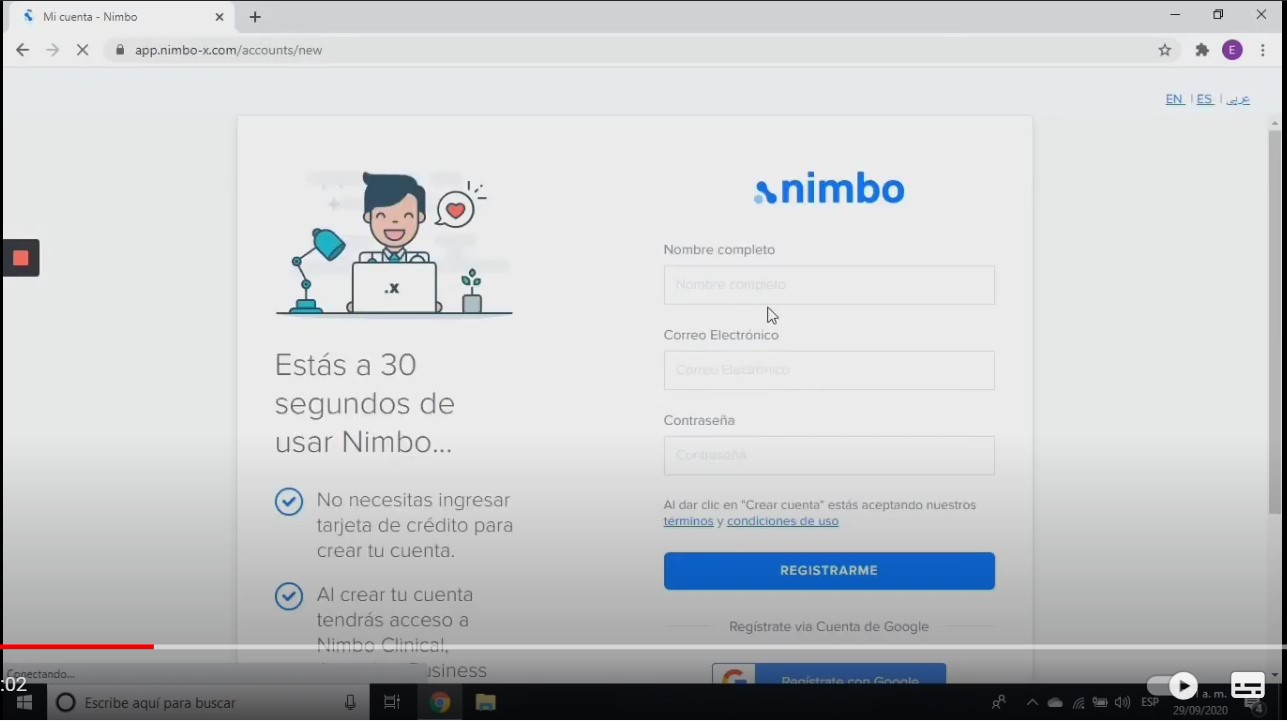 Mi cuenta - Nimbo
app.nimbo-x.com/accounts/new
E
EN | ES | عربى
.x
Estás a 30
segundos de
usar Nimbo...
No necesitas ingresar
tarjeta de crédito para
crear tu cuenta.
Al crear tu cuenta
tendrás acceso a
Nimbo Clinical,
nimbo
Nombre completo
Nombre completo
Correo Electrónico
Correo Electrónico
Contraseña
Contraseña
Al dar clic en "Crear cuenta" estás aceptando nuestros
términos y condiciones de uso
REGISTRARME
Regístrate via Cuenta de Google
Regístrate con Google
Conectando...
:02
Escribe aquí para buscar
ESP
a. m.
29/09/2020
4